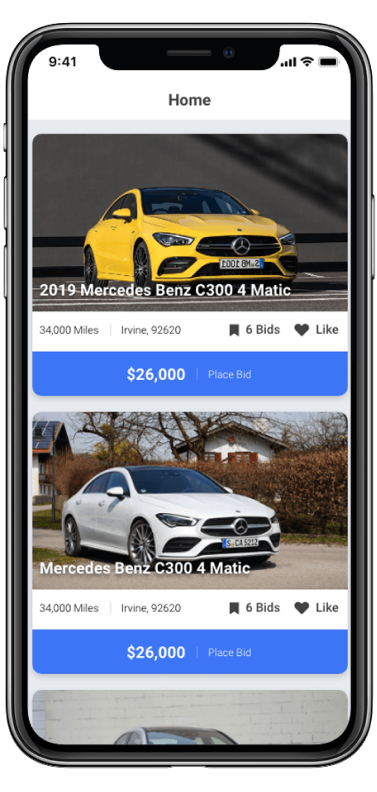 9:41
Home
2019 Mercedes Benz C300 4 Matic
34,000 Miles | Irvine, 92620 6 Bids Like
$26,000 | Place Bid
S.CA 5212
Mercedes Benz C300 4 Matic
34,000 Miles | Irvine, 92620 6 Bids Like
$26,000 | Place Bid